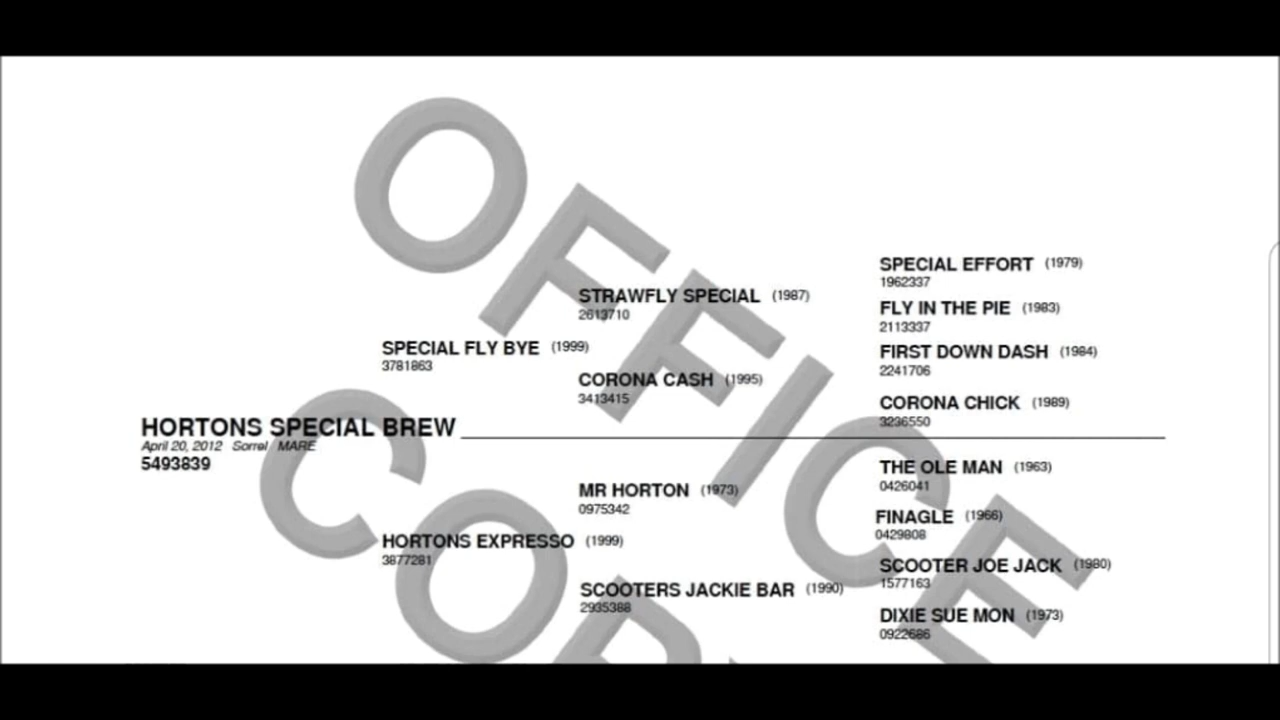 SPECIAL EFFORT (1979)
1962337
STRAWFLY SPECIAL (1987)
2613710
FLY IN THE PIE (1983)
2113337
SPECIAL FLY BYE (1999)
3781863
FIRST DOWN DASH (1984)
2241706
CORONA CASH (1995)
3413415
CORONA CHICK (1989)
3236550
HORTONS SPECIAL BREW
April 20, 2012 Sorrel MARE
5493839
THE OLE MAN (1963)
0426041
MR HORTON (1973)
0975342
FINAGLE (1966)
0429808
HORTONS EXPRESSO (1999)
3877281
SCOOTER JOE JACK (1980)
1577163
SCOOTERS JACKIE BAR (1990)
2935388
DIXIE SUE MON (1973)
0922686
OFFICE
COP